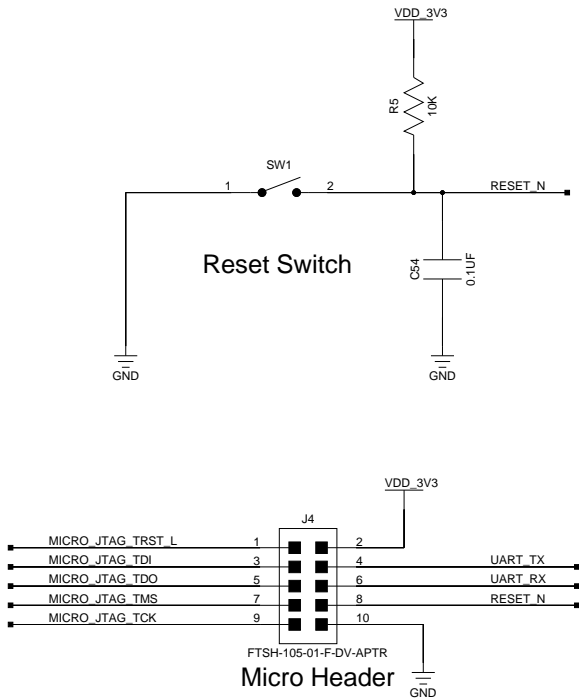 VDD_3V3
R5
10K
SW1
1
2
RESET_N
Reset Switch
C54
0.1UF
GND
GND
VDD_3V3
J4
MICRO_JTAG_TRST_L
1
2
MICRO_JTAG_TDI
3
4
UART_TX
MICRO_JTAG_TDO
5
6
UART_RX
MICRO_JTAG_TMS
7
8
RESET_N
MICRO_JTAG_TCK
9
10
FTSH-105-01-F-DV-APTR
Micro Header
GND